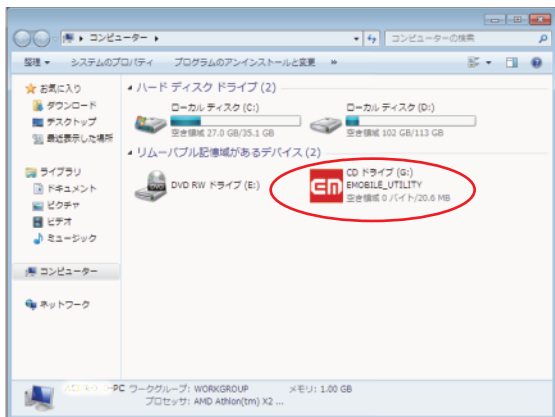 コンピューター
コンピューターの検索
整理 システムのプロパティ プログラムのアンインストールと変更 »
お気に入り
ダウンロード
デスクトップ
最近表示した場所
ライブラリ
ドキュメント
ピクチャ
ビデオ
ミュージック
コンピューター
ネットワーク
ハード ディスク ドライブ (2)
ローカル ディスク (C:)
空き領域 27.0 GB/35.1 GB
ローカル ディスク (D:)
空き領域 102 GB/113 GB
リムーバブル記憶域があるデバイス (2)
DVD RW ドライブ (E:)
CD ドライブ (G:)
EMOBILE_UTILITY
空き領域 0 バイト/20.6 MB
-PC ワークグループ: WORKGROUP メモリ: 1.00 GB
プロセッサ: AMD Athlon(tm) X2 ...